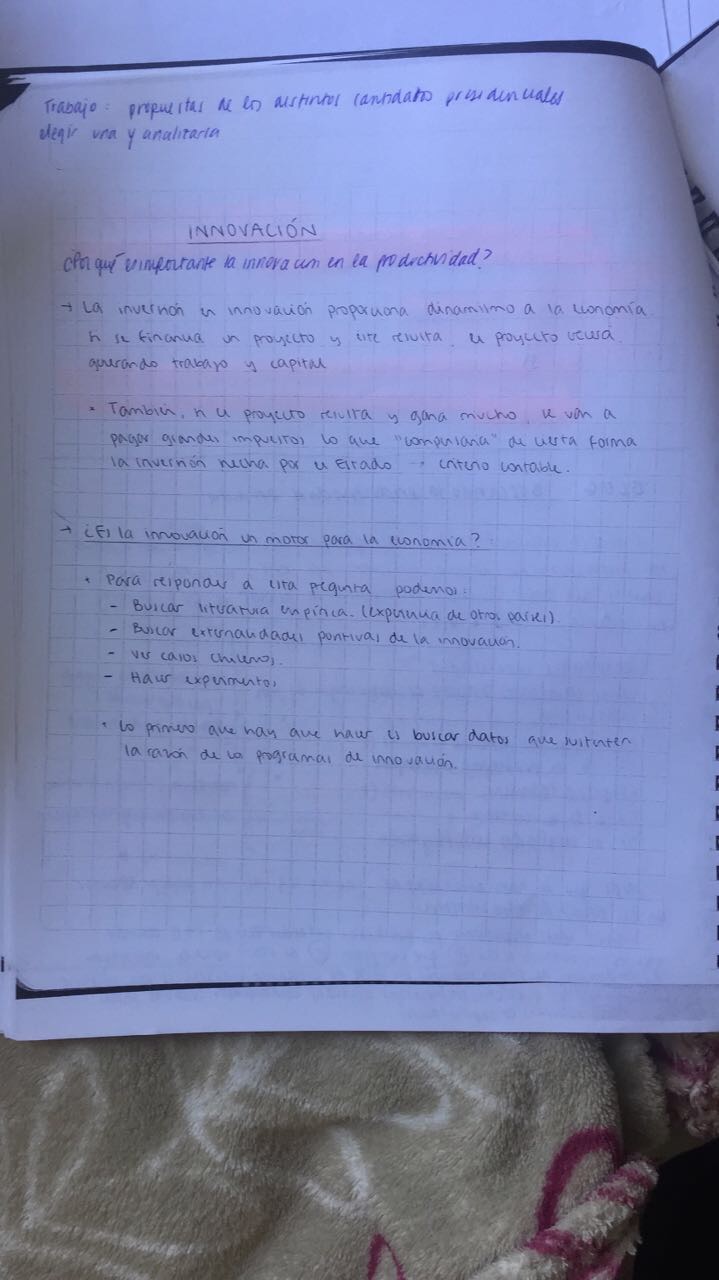 Trabajo: propuestas de los distintos candidatos presidenciales
elegir una y analizarla
INNOVACIÓN
¿Por qué es importante la innovación en la productividad?
→ La inversión en innovación proporciona dinamismo a la economía
si se financia un proyecto y este resulta, el proyecto crecerá
generando trabajo y capital
• También, si el proyecto resulta y gana mucho, se van a
pagar grandes impuestos lo que "compensaría" de cierta forma
la inversión hecha por el Estado → criterio contable.
→ ¿Es la innovación un motor para la economía?
• Para responder a esta pregunta podemos:
- Buscar literatura empírica. (experiencia de otros países).
- Buscar externalidades positivas de la innovación.
- Ver casos chilenos.
- Hacer experimentos
• Lo primero que hay que hacer es buscar datos que sustenten
la razón de lo programas de innovación.